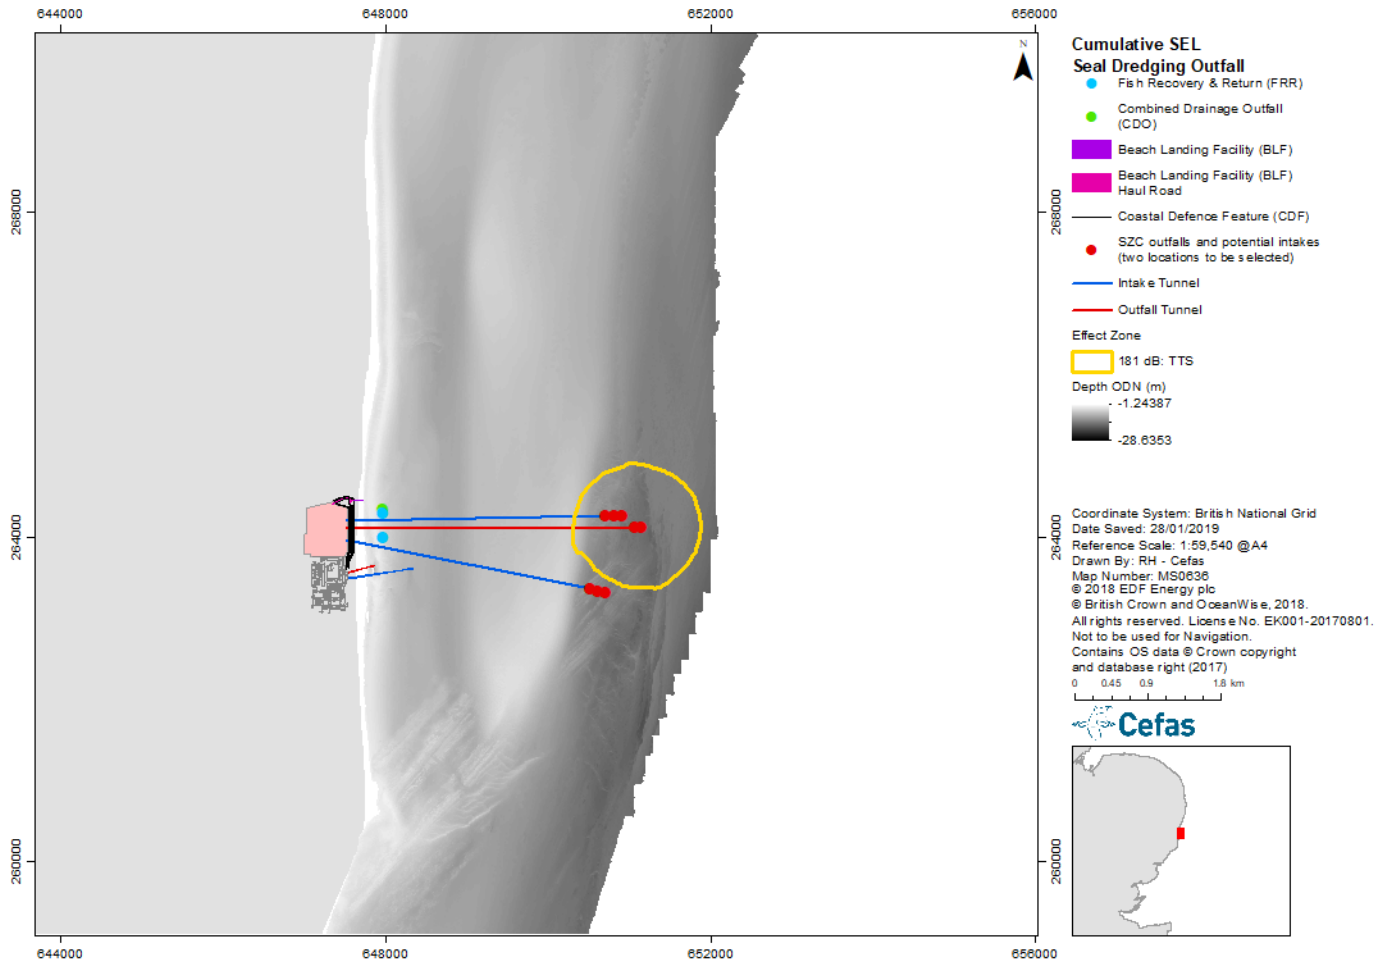 644000
648000
652000
656000
N
268000
264000
260000
268000
264000
260000
644000
648000
652000
656000
Cumulative SEL
Seal Dredging Outfall
Fish Recovery & Return (FRR)
Combined Drainage Outfall
(CDO)
Beach Landing Facility (BLF)
Beach Landing Facility (BLF)
Haul Road
Coastal Defence Feature (CDF)
SZC outfalls and potential intakes
(two locations to be selected)
Intake Tunnel
Outfall Tunnel
Effect Zone
181 dB: TTS
Depth ODN (m)
-1.24387
-28.6353
Coordinate System: British National Grid
Date Saved: 28/01/2019
Reference Scale: 1:59,540 @A4
Drawn By: RH - Cefas
Map Number: MS0636
© 2018 EDF Energy plc
© British Crown and OceanWise, 2018.
All rights reserved. License No. EK001-20170801.
Not to be used for Navigation.
Contains OS data © Crown copyright
and database right (2017)
0 0.45 0.9 1.8 km
Cefas